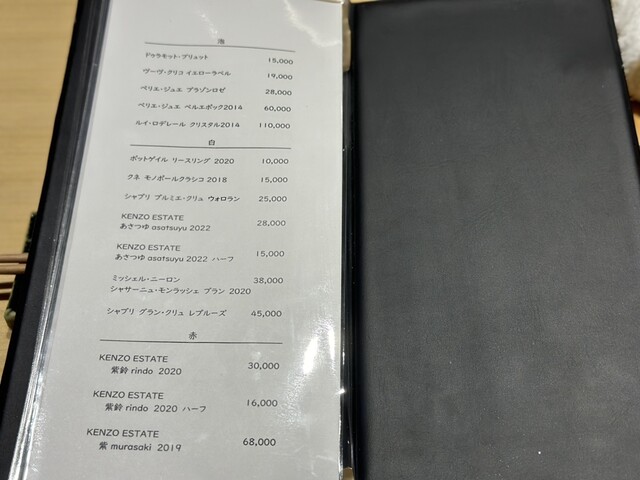 泡
ドゥラモット・ブリュット 15,000
ヴーヴ・クリコ イエローラベル 19,000
ペリエ・ジュエ ブラゾンロゼ 28,000
ペリエ・ジュエ ベルエポック2014 60,000
ルイ・ロデレール クリスタル2014 110,000
白
ポットゲイル リースリング 2020 10,000
クネ モノポールクラシコ 2018 15,000
シャブリ プルミエ・クリュ ウォロラン 25,000
KENZO ESTATE
あさつゆ asatsuyu 2022 28,000
KENZO ESTATE
あさつゆ asatsuyu 2022 ハーフ 15,000
ミッシェル・ニーロン
シャサーニュ・モンラッシェ ブラン 2020 38,000
シャブリ グラン・クリュ レブルーズ 45,000
赤
KENZO ESTATE
紫鈴 rindo 2020 30,000
KENZO ESTATE
紫鈴 rindo 2020 ハーフ 16,000
KENZO ESTATE
紫 murasaki 2019 68,000